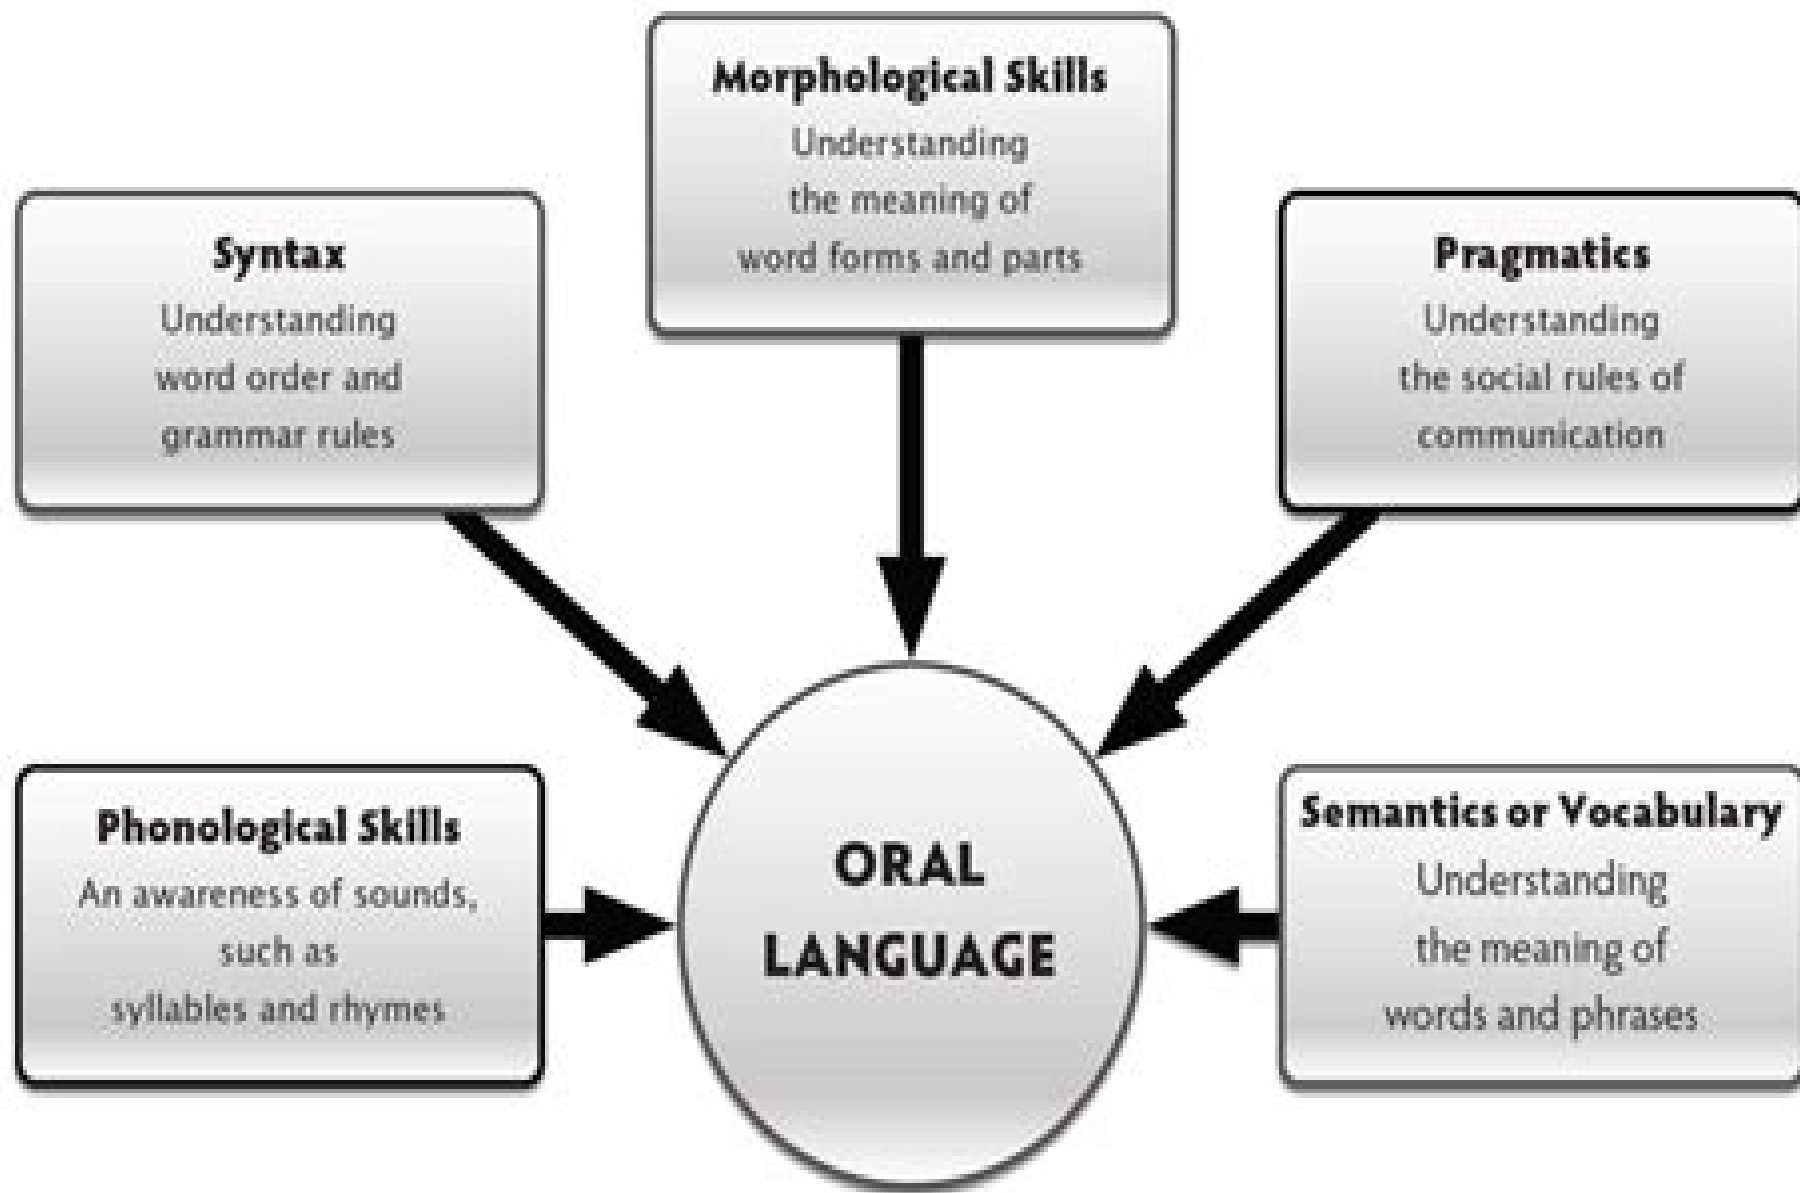 Morphological Skills
Understanding
the meaning of
word forms and parts
Syntax
Understanding
word order and
grammar rules
Pragmatics
Understanding
the social rules of
communication
Phonological Skills
An awareness of sounds,
such as
syllables and rhymes
ORAL
LANGUAGE
Semantics or Vocabulary
Understanding
the meaning of
words and phrases